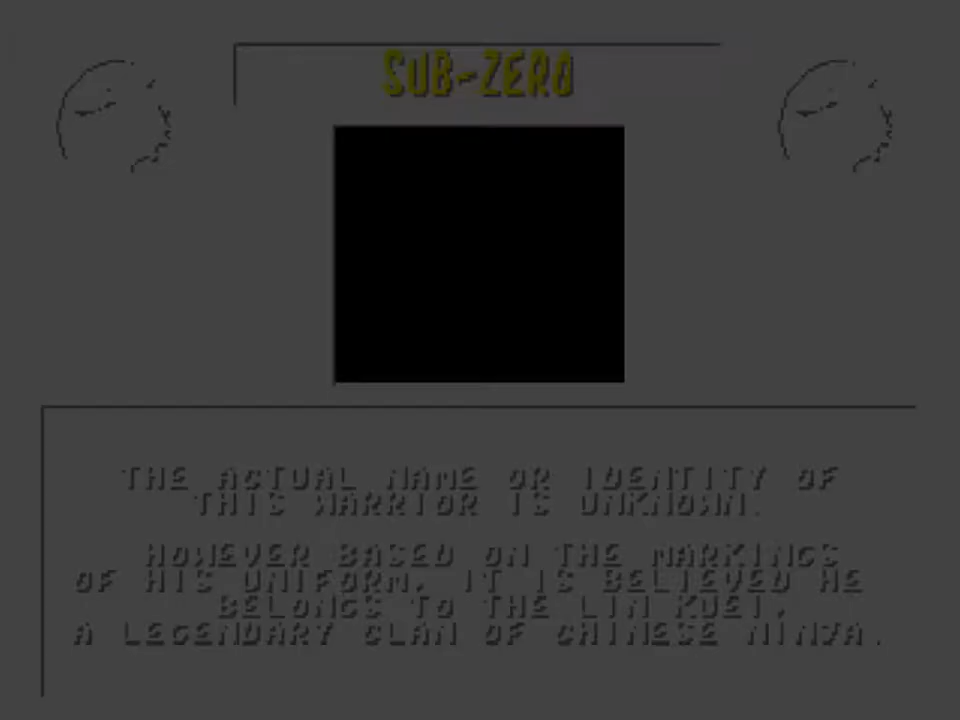 SUB-ZERO
THE ACTUAL NAME OR IDENTITY OF
THIS WARRIOR IS UNKNOWN.
HOWEVER BASED ON THE MARKINGS
OF HIS UNIFORM, IT IS BELIEVED HE
BELONGS TO THE LIN KUEI,
A LEGENDARY CLAN OF CHINESE NINJA.